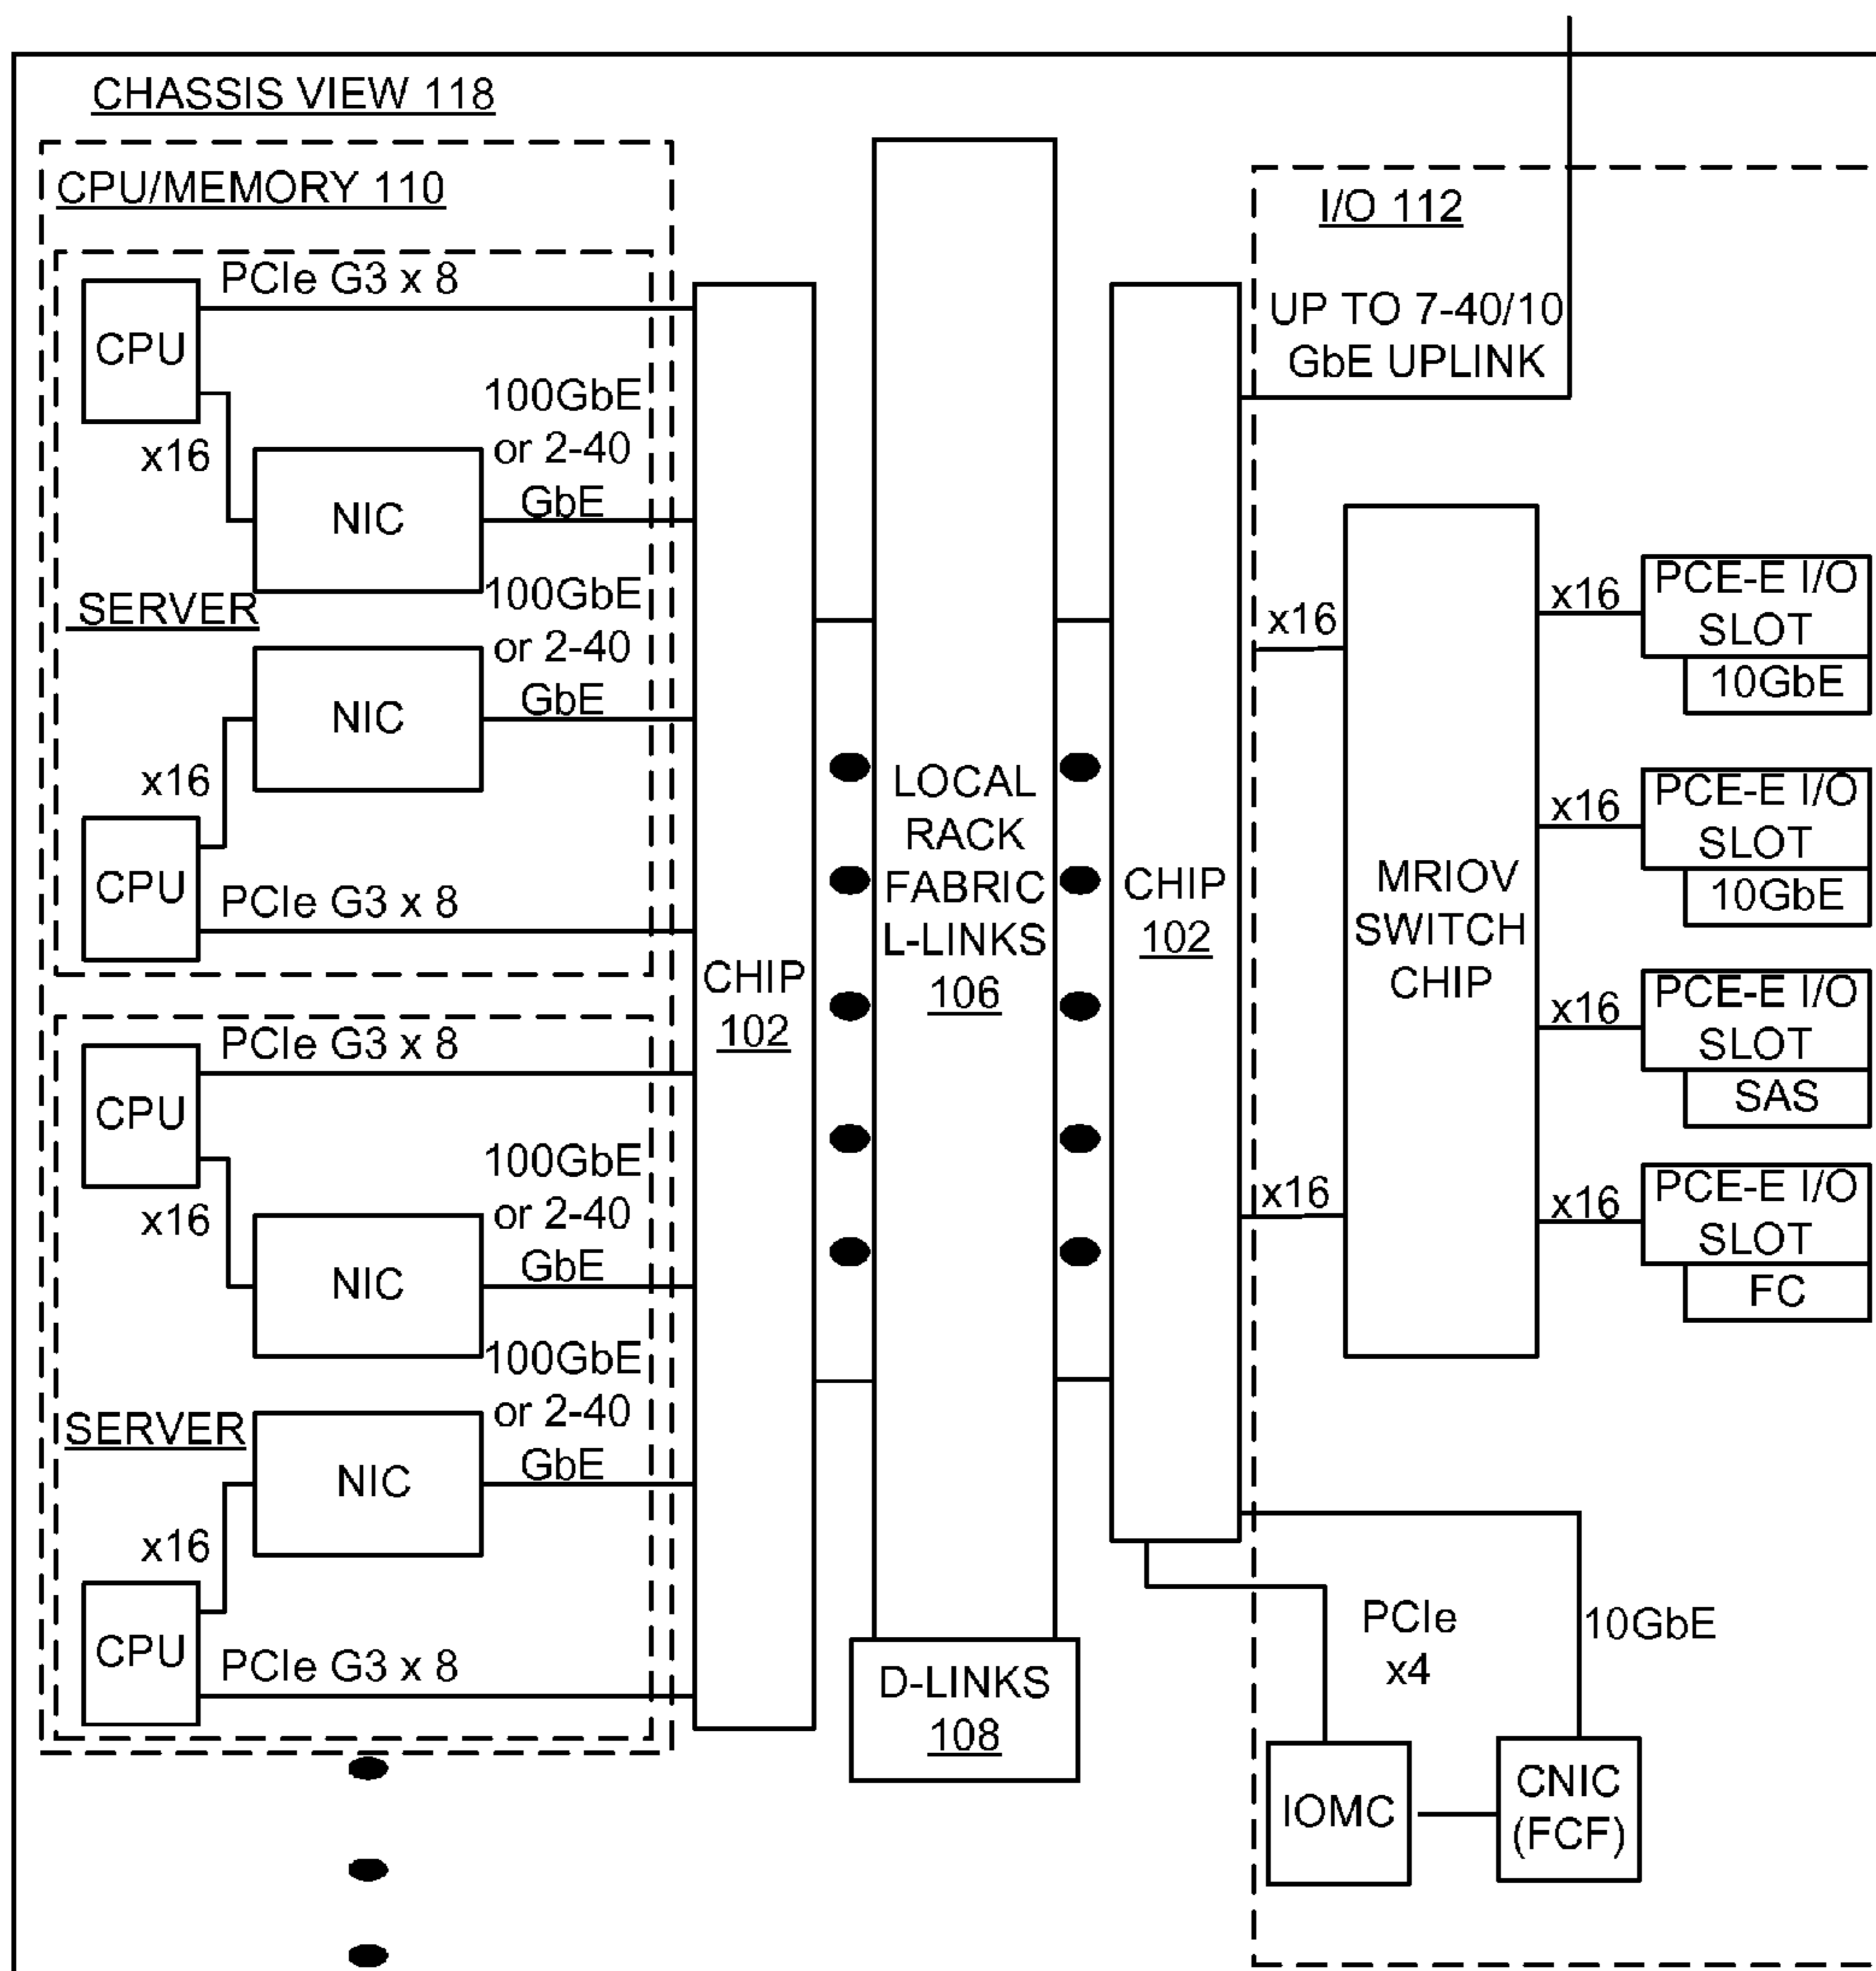 CHASSIS VIEW 118
CPU/MEMORY 110
PCIe G3 x 8
CPU
x16
100GbE
or 2-40
GbE
NIC
SERVER
100GbE
or 2-40
GbE
NIC
x16
CPU
PCIe G3 x 8
PCIe G3 x 8
CPU
x16
100GbE
or 2-40
GbE
NIC
SERVER
100GbE
or 2-40
GbE
NIC
x16
CPU
PCIe G3 x 8
CHIP
102
LOCAL
RACK
FABRIC
L-LINKS
106
D-LINKS
108
CHIP
102
I/O 112
UP TO 7-40/10
GbE UPLINK
x16
x16
MRIOV
SWITCH
CHIP
x16
PCE-E I/O
SLOT
10GbE
x16
PCE-E I/O
SLOT
10GbE
x16
PCE-E I/O
SLOT
SAS
x16
PCE-E I/O
SLOT
FC
PCIe
x4
10GbE
IOMC
CNIC
(FCF)